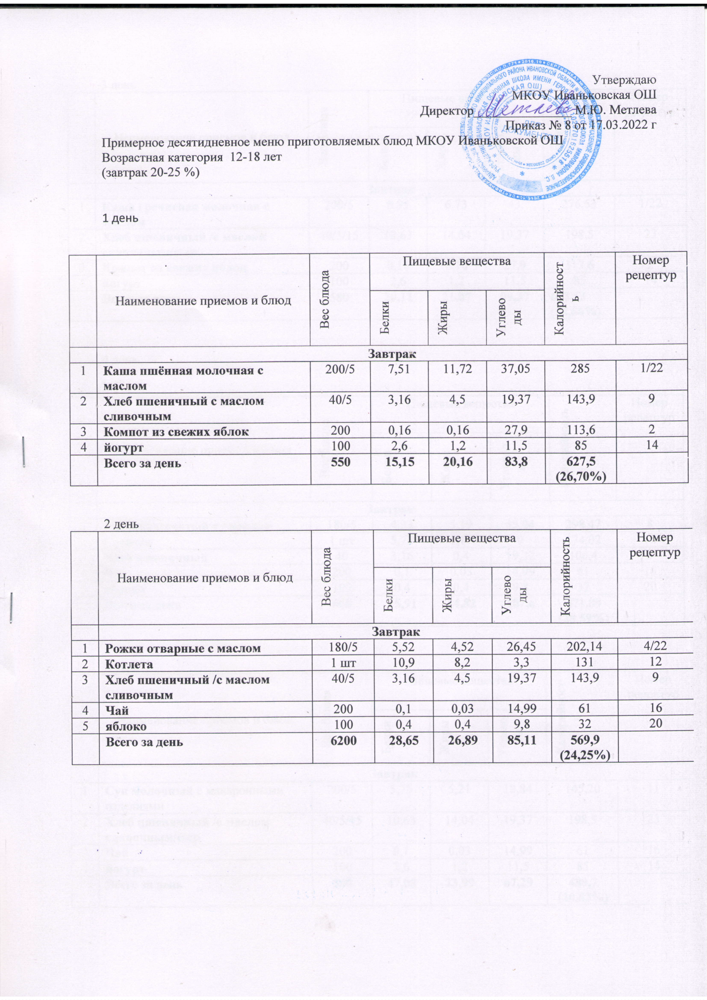 Утверждаю
МКОУ Иваньковская ОШ
Директор М.Ю. Метлева
Приказ № 8 от 17.03.2022 г
ДЛЯ
ДОКУМЕНТОВ
Примерное десятидневное меню приготовляемых блюд МКОУ Иваньковской ОШ
Возрастная категория 12-18 лет
(завтрак 20-25 %)
1 день
Наименование приемов и блюд Вес блюда Пищевые вещества Калорийност
ь Номер
рецептур
Белки Жиры Углево
ды
Завтрак
1 Каша пшённая молочная с 200/5 7,51 11,72 37,05 285 1/22
маслом
2 Хлеб пшеничный с маслом 40/5 3,16 4,5 19,37 143,9 9
сливочным
3 Компот из свежих яблок 200 0,16 0,16 27,9 113,6 2
4 йогурт 100 2,6 1,2 11,5 85 14
Всего за день 550 15,15 20,16 83,8 627,5
(26,70%)
2 день
Наименование приемов и блюд Вес блюда Пищевые вещества Калорийность Номер
рецептур
Белки Жиры Углево
ды
Завтрак
1 Рожки отварные с маслом 180/5 5,52 4,52 26,45 202,14 4/22
2 Котлета 1 шт 10,9 8,2 3,3 131 12
3 Хлеб пшеничный /с маслом 40/5 3,16 4,5 19,37 143,9 9
сливочным
4 Чай 200 0,1 0,03 14,99 61 16
5 яблоко 100 0,4 0,4 9,8 32 20
Всего за день 6200 28,65 26,89 85,11 569,9
(24,25%)